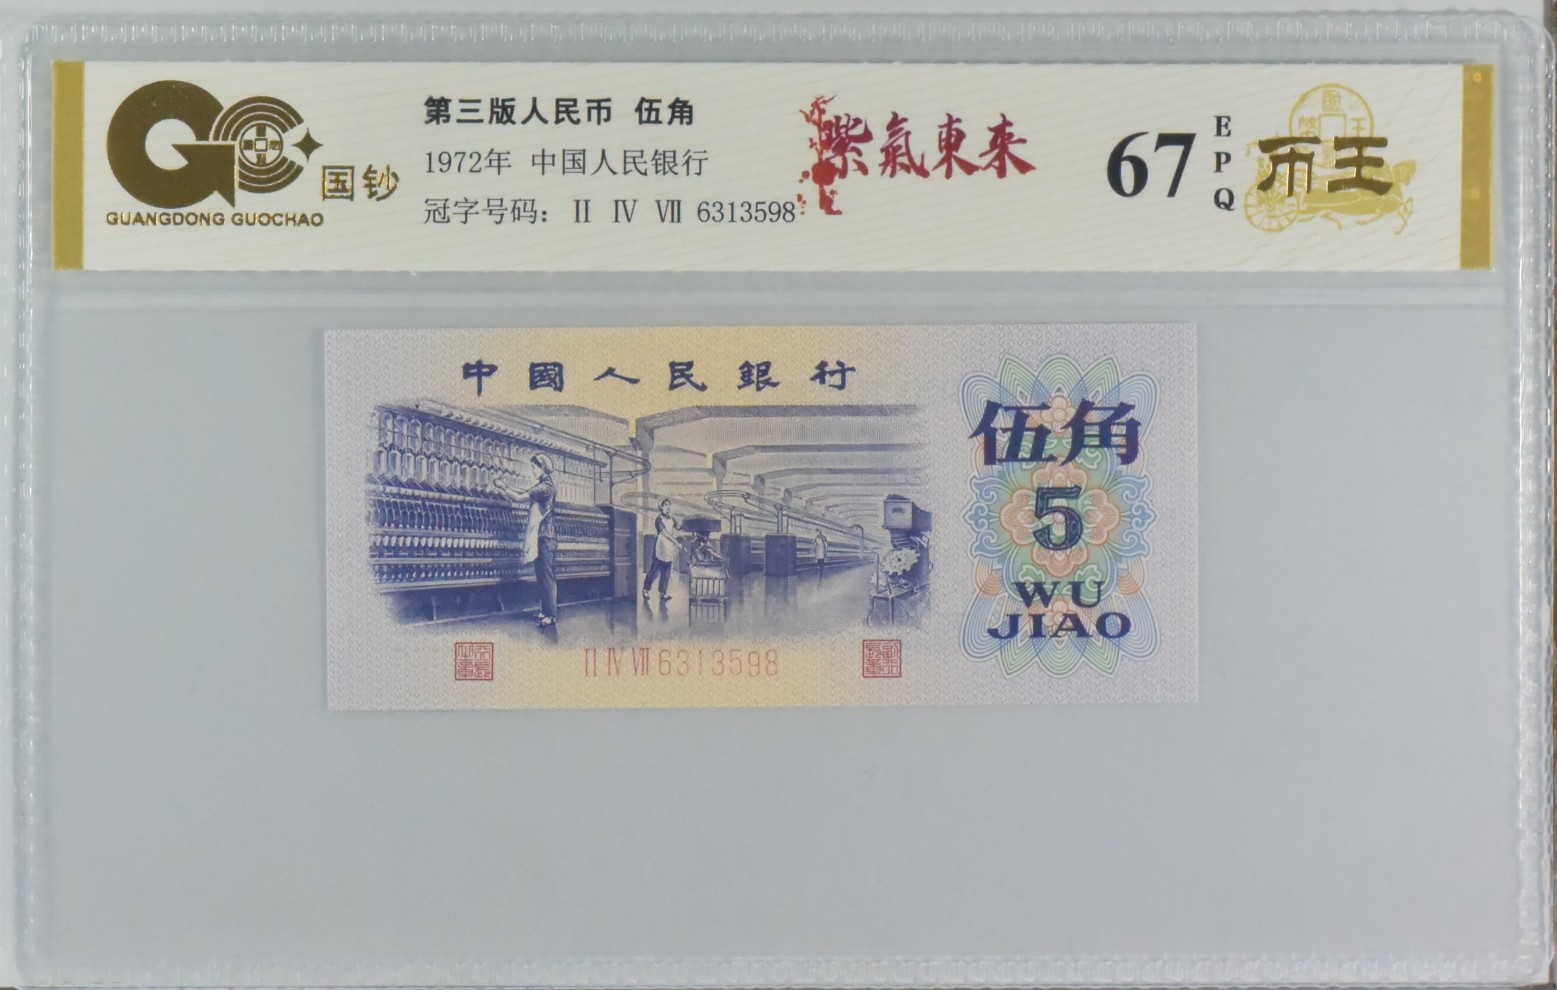 国钞
GUANGDONG GUOCHAO
第三版人民币 伍角
1972年 中国人民银行
冠字号码: Ⅱ Ⅳ Ⅶ 6313598
紫氣東来
67
EPQ
币王
中國人民銀行
伍角
5
WU
JIAO
Ⅱ Ⅳ Ⅶ 6313598